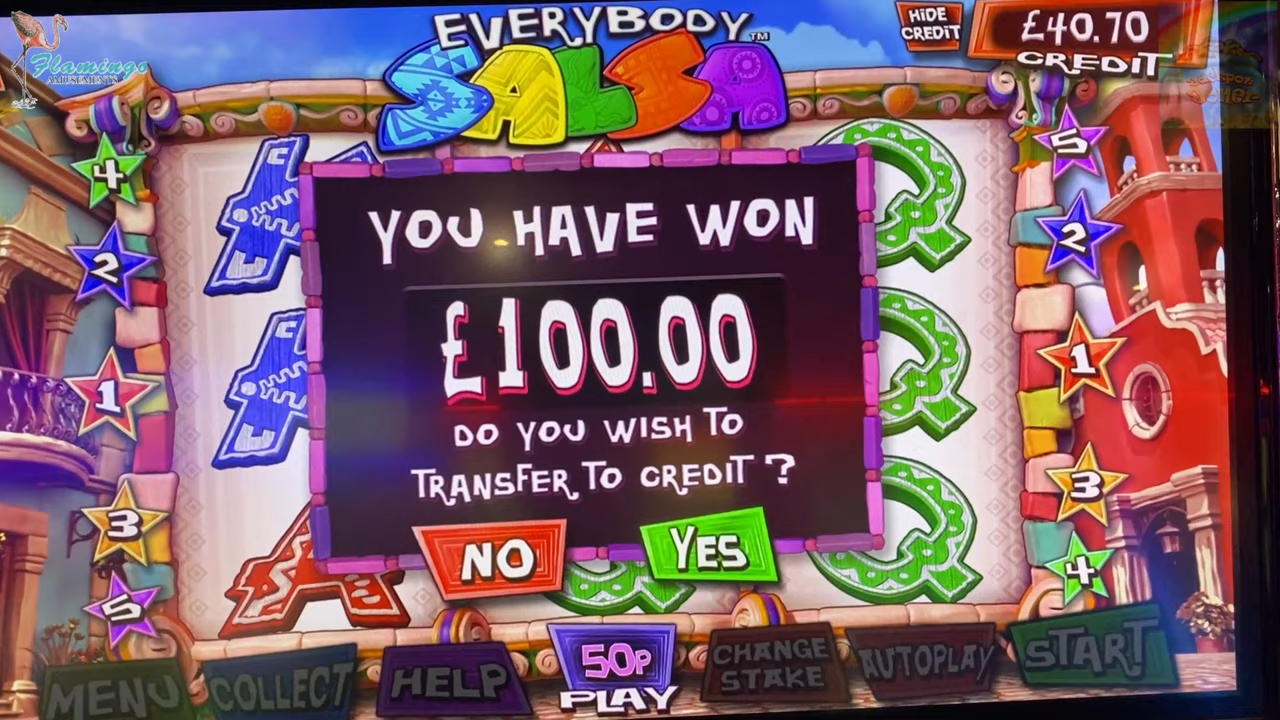 Flamingo
AMUSEMENTS
EVERYBODY™
SALSA
HIDE
CREDIT
£40.70
CREDIT
4
2
1
3
5
5
2
1
3
4
YOU HAVE WON
£100.00
DO YOU WISH TO
TRANSFER TO CREDIT?
NO
YES
Q
Q
Q
A
MENU
COLLECT
HELP
50P
PLAY
CHANGE
STAKE
AUTOPLAY
START